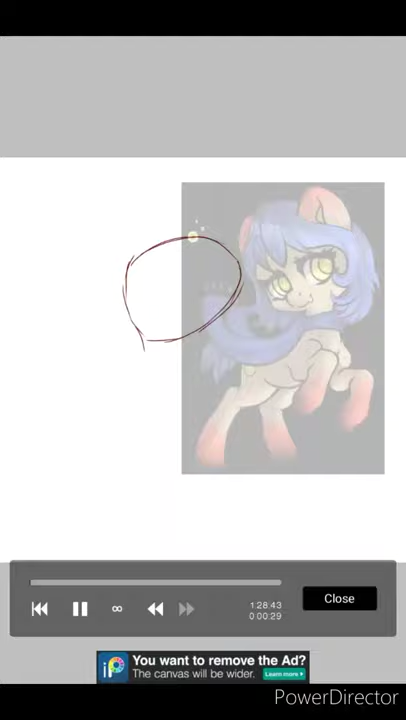 1:28:43
0:00:29
Close
You want to remove the Ad?
The canvas will be wider.
Learn more >
PowerDirector